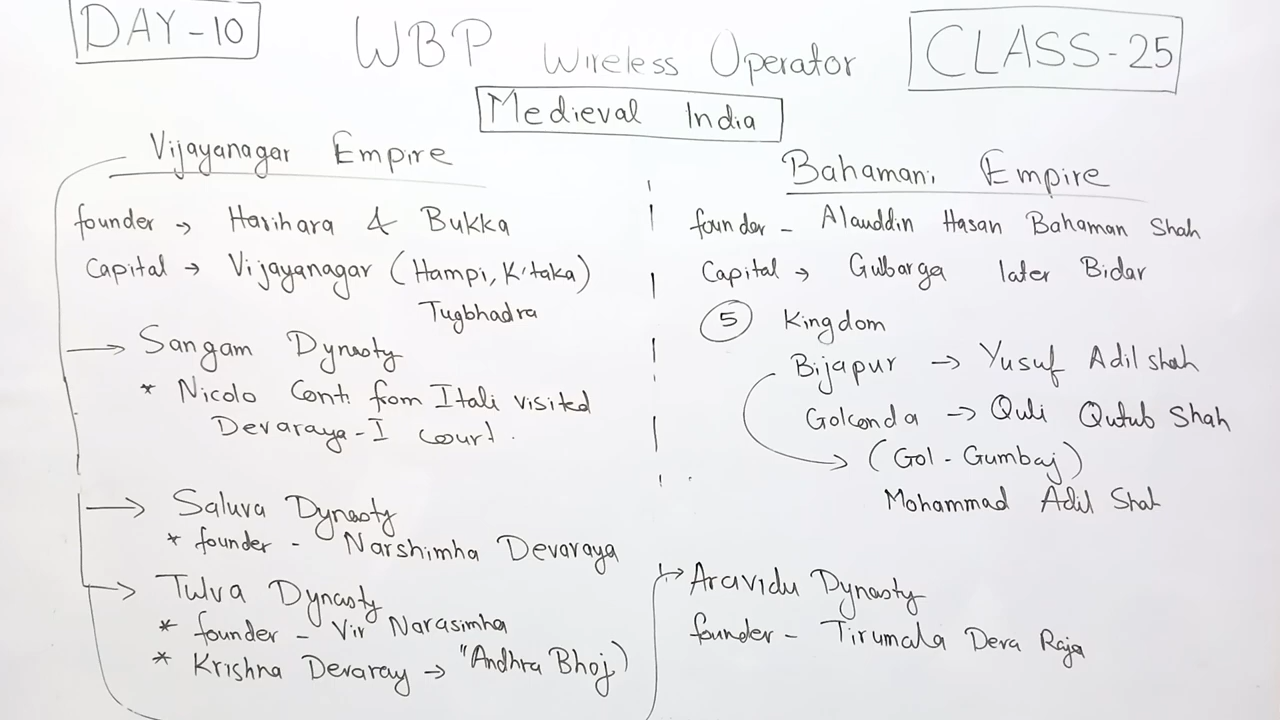 DAY-10
WBP Wireless Operator
CLASS-25
Medieval India
Vijayanagar Empire
founder → Harihara & Bukka
Capital → Vijayanagar (Hampi, K'taka)
Tugbhadra
→ Sangam Dynasty
* Nicolo Conti from Itali visited
Devaraya-I court.
→ Saluva Dynasty
* founder - Narshimha Devaraya
→ Tulva Dynasty
* founder - Vir Narasimha
* Krishna Devaray → "Andhra Bhoj)
Bahamani Empire
founder - Alauddin Hasan Bahaman Shah
Capital → Gulbarga later Bidar
5 Kingdom
Bijapur → Yusuf Adil shah
Golconda → Quli Qutub Shah
→ (Gol-Gumbaj)
Mohammad Adil Shah
→ Aravidu Dynasty
founder - Tirumala Deva Raja